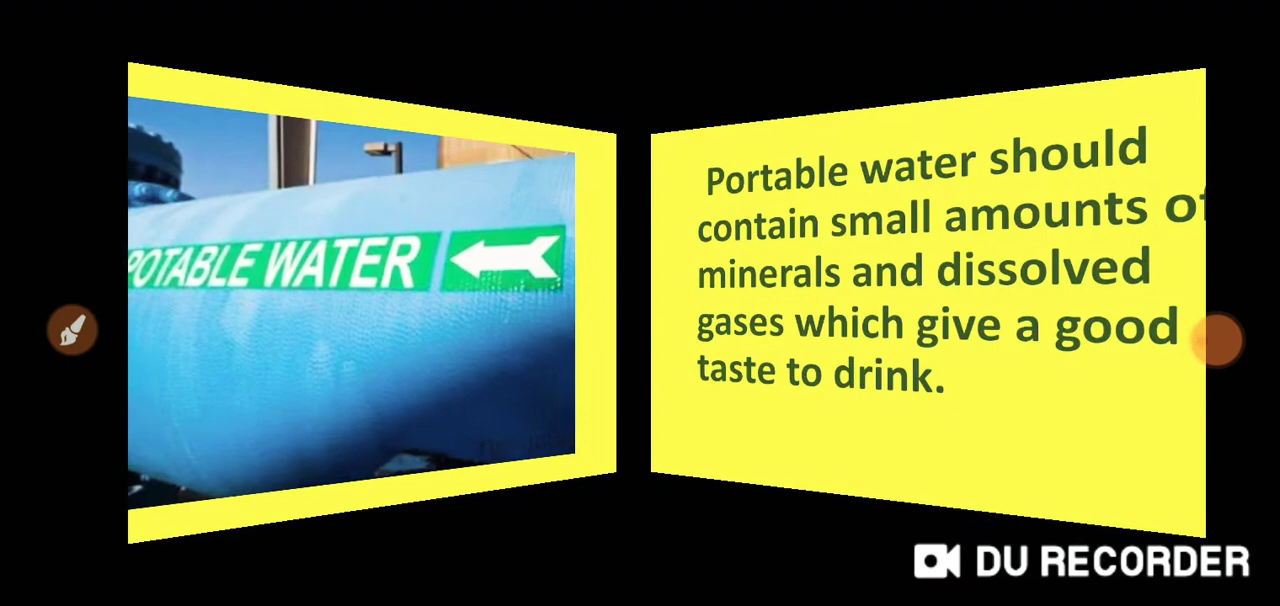 POTABLE WATER
Portable water should
contain small amounts of
minerals and dissolved
gases which give a good
taste to drink.
DU RECORDER